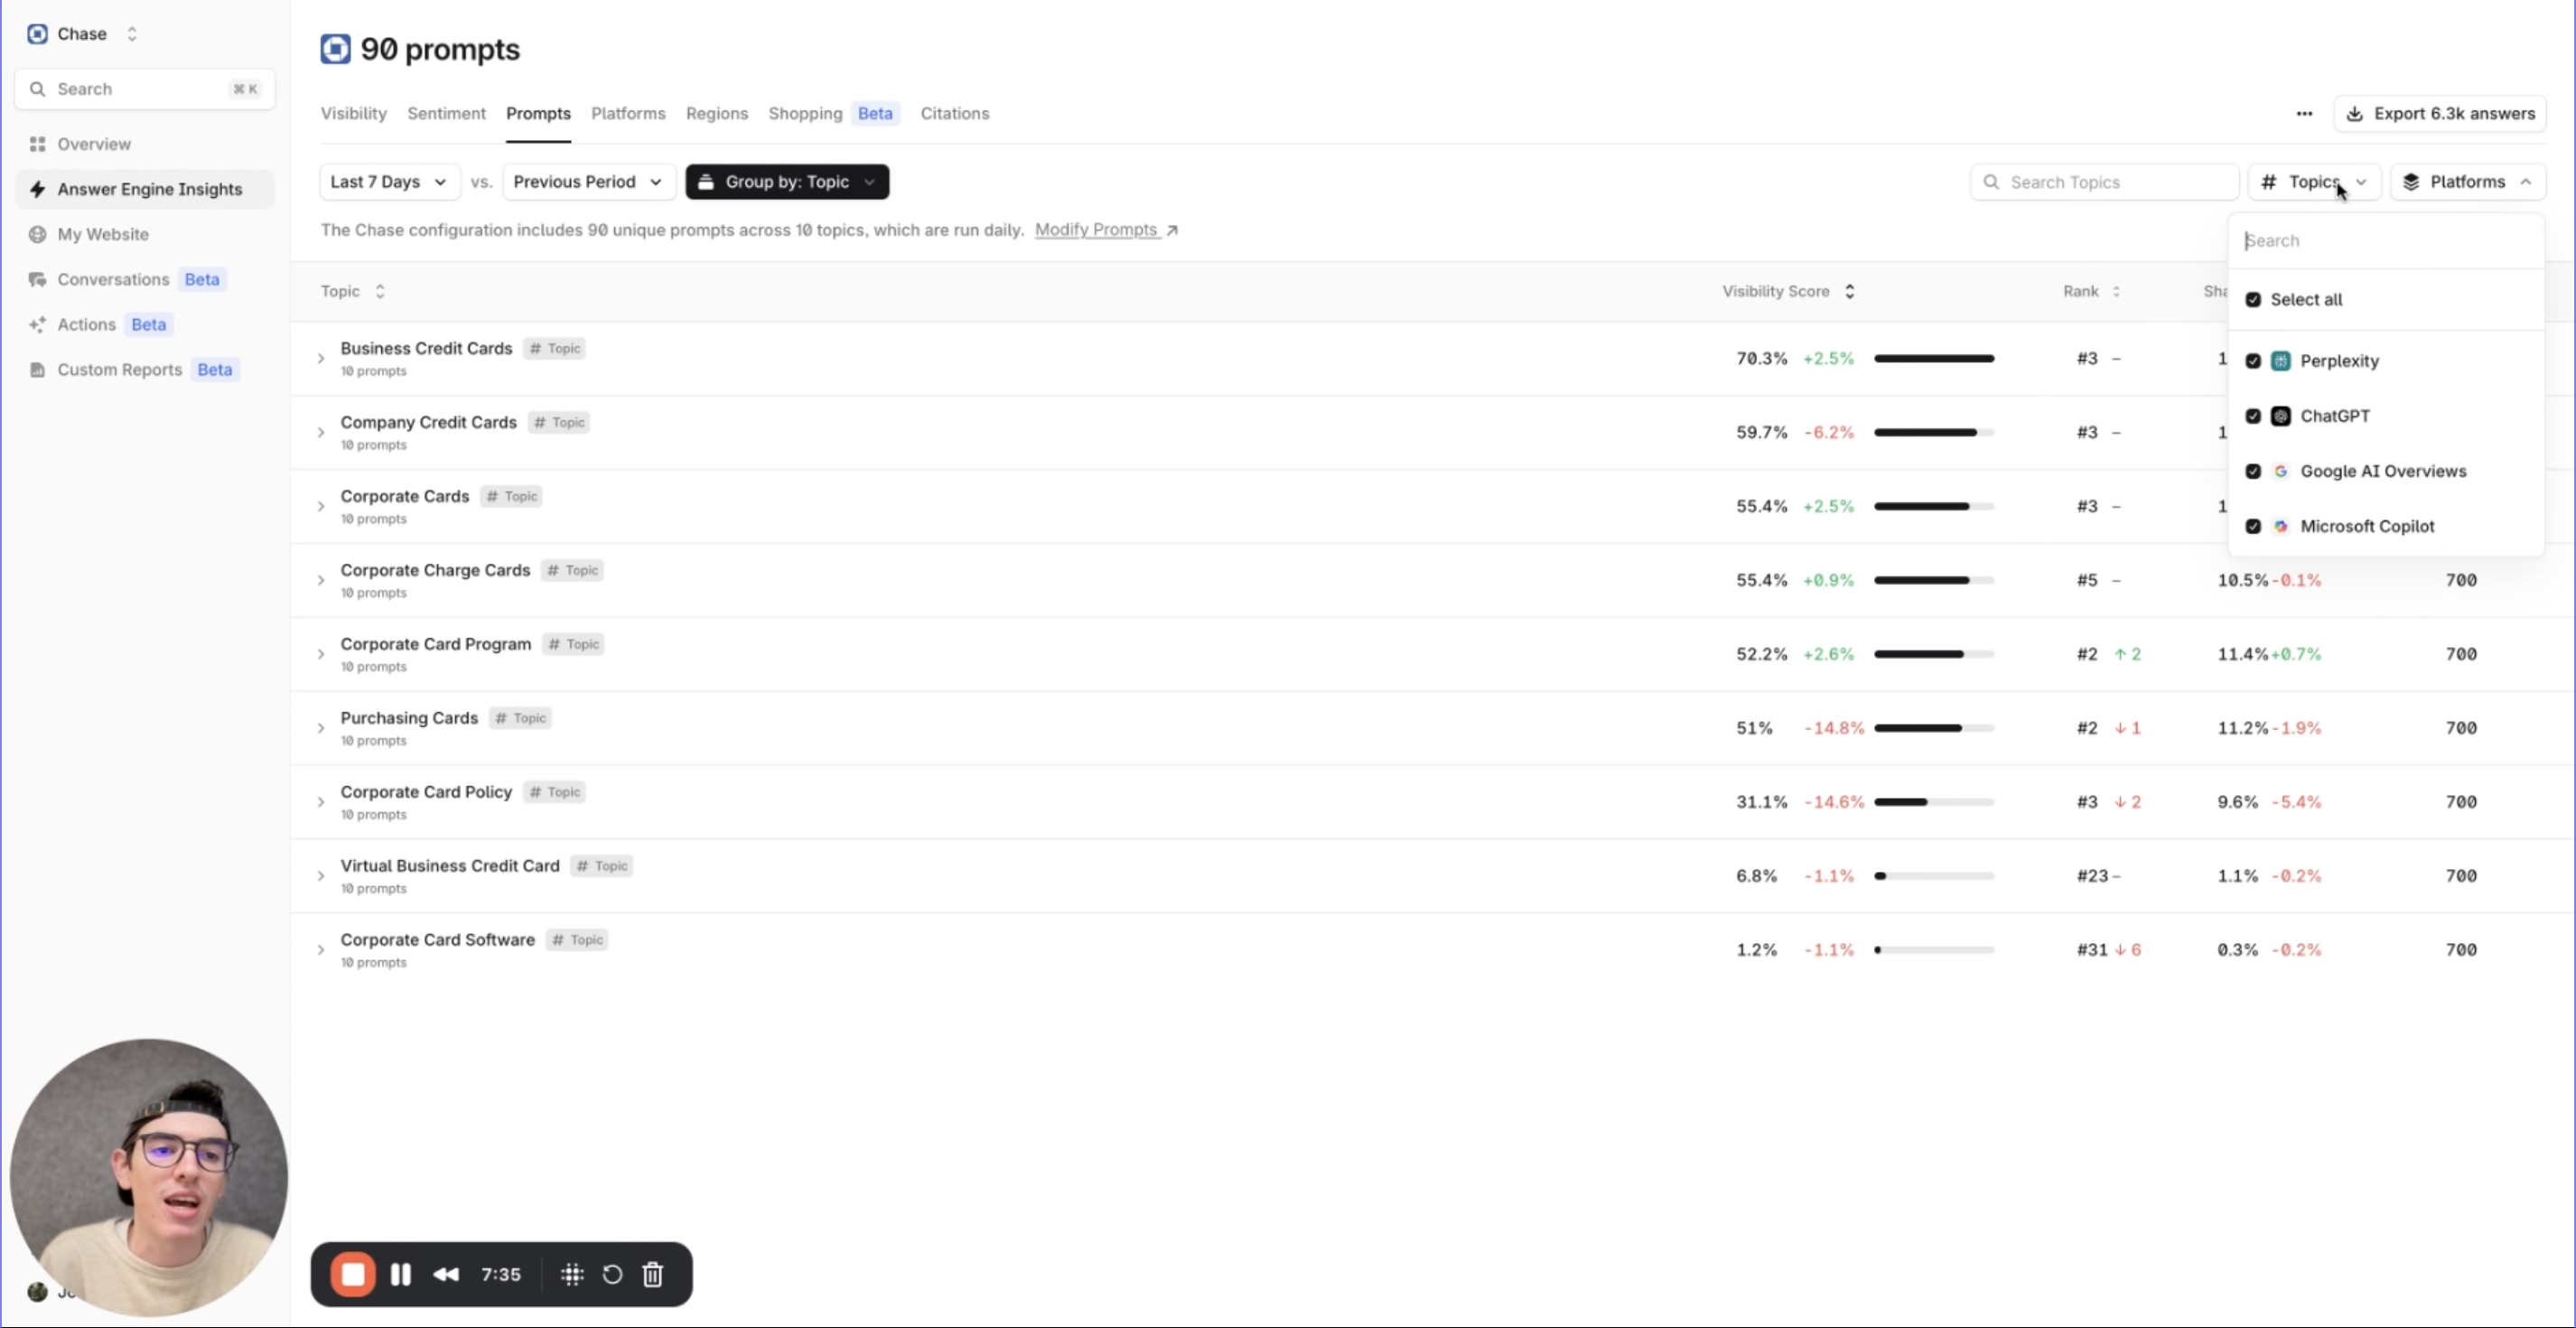 Chase
90 prompts
Search ⌘ K
Visibility Sentiment Prompts Platforms Regions Shopping Beta Citations
Export 6.3k answers
Overview
Answer Engine Insights
My Website
Conversations Beta
Actions Beta
Custom Reports Beta
Last 7 Days vs. Previous Period Group by: Topic
Search Topics # Topics Platforms
The Chase configuration includes 90 unique prompts across 10 topics, which are run daily. Modify Prompts
Search
Select all
Perplexity
ChatGPT
Google AI Overviews
Microsoft Copilot
Topic Visibility Score Rank Sha
Business Credit Cards # Topic
10 prompts
70.3% +2.5% #3 – 1
Company Credit Cards # Topic
10 prompts
59.7% -6.2% #3 – 1
Corporate Cards # Topic
10 prompts
55.4% +2.5% #3 – 1
Corporate Charge Cards # Topic
10 prompts
55.4% +0.9% #5 – 10.5% -0.1% 700
Corporate Card Program # Topic
10 prompts
52.2% +2.6% #2 ↑ 2 11.4% +0.7% 700
Purchasing Cards # Topic
10 prompts
51% -14.8% #2 ↓ 1 11.2% -1.9% 700
Corporate Card Policy # Topic
10 prompts
31.1% -14.6% #3 ↓ 2 9.6% -5.4% 700
Virtual Business Credit Card # Topic
10 prompts
6.8% -1.1% #23 – 1.1% -0.2% 700
Corporate Card Software # Topic
10 prompts
1.2% -1.1% #31 ↓ 6 0.3% -0.2% 700
7:35